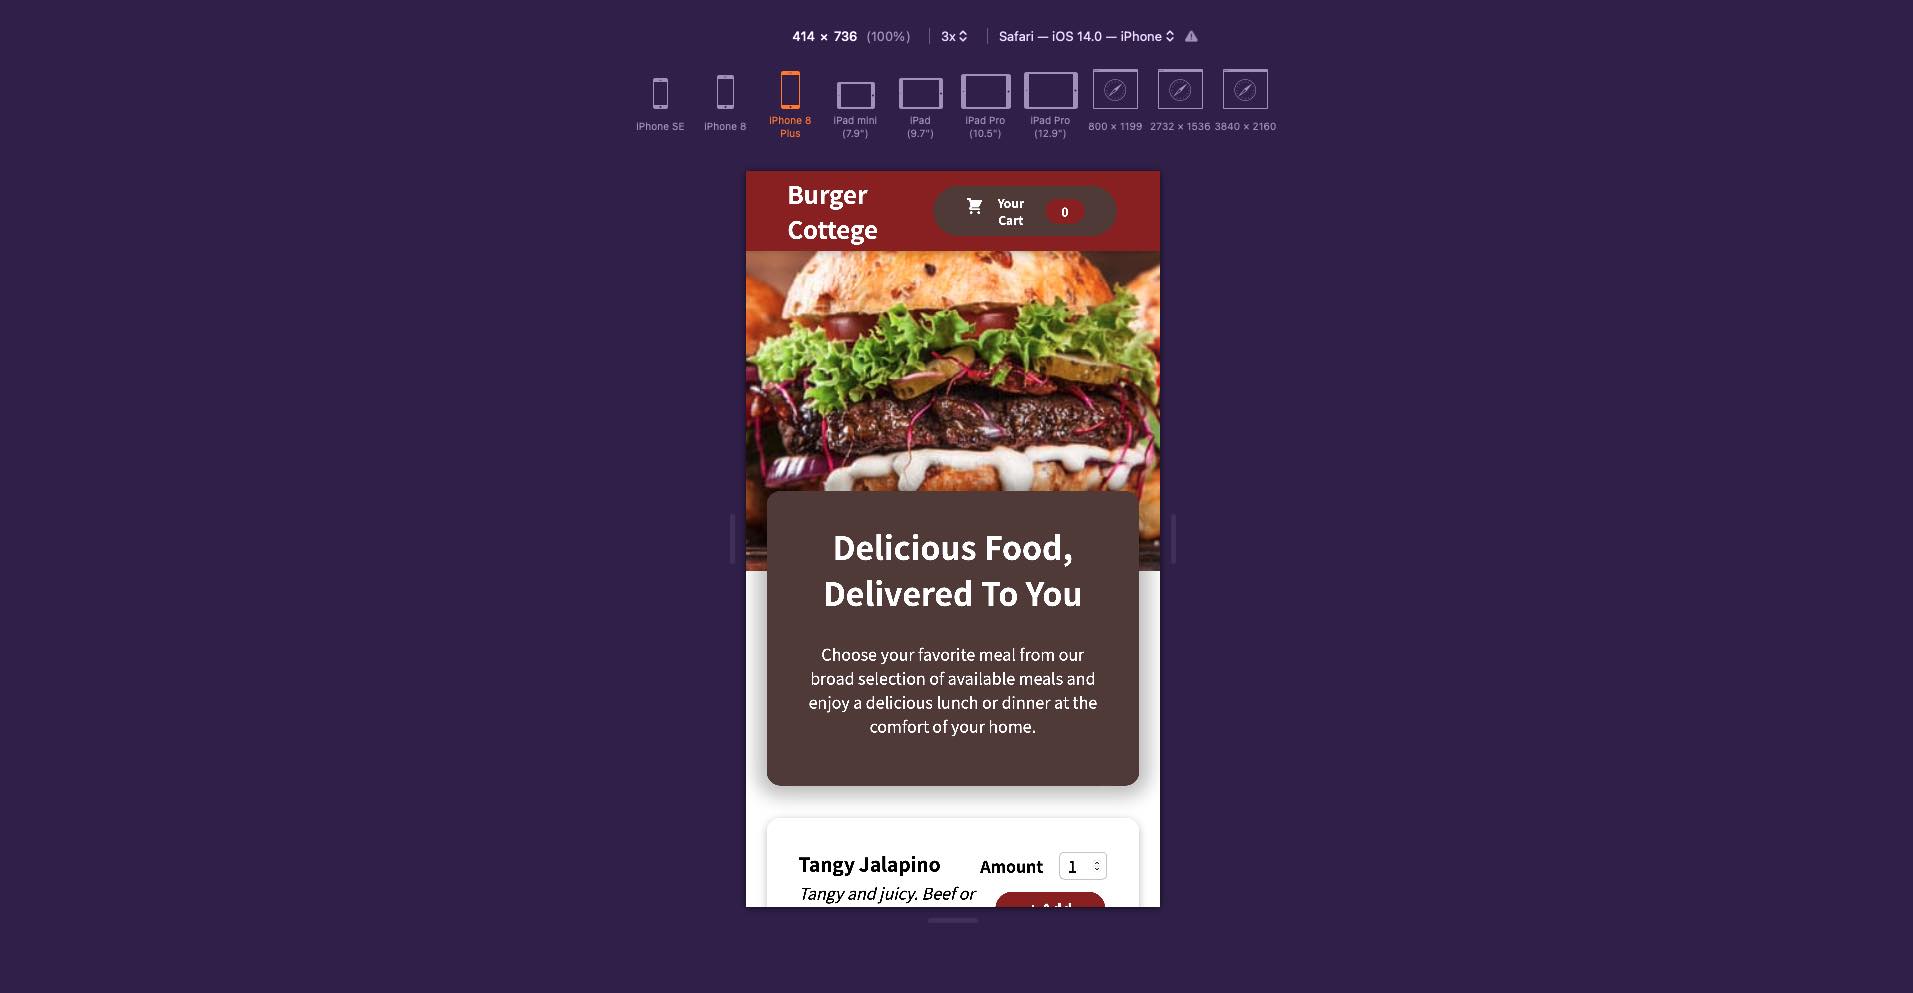 414 × 736 (100%) 3x Safari — iOS 14.0 — iPhone
iPhone SE
iPhone 8
iPhone 8
Plus
iPad mini
(7.9")
iPad
(9.7")
iPad Pro
(10.5")
iPad Pro
(12.9")
800 × 1199
2732 × 1536
3840 × 2160
Burger
Cottege
Your
Cart
0
Delicious Food,
Delivered To You
Choose your favorite meal from our
broad selection of available meals and
enjoy a delicious lunch or dinner at the
comfort of your home.
Tangy Jalapino
Amount 1
Tangy and juicy. Beef or
+ Add